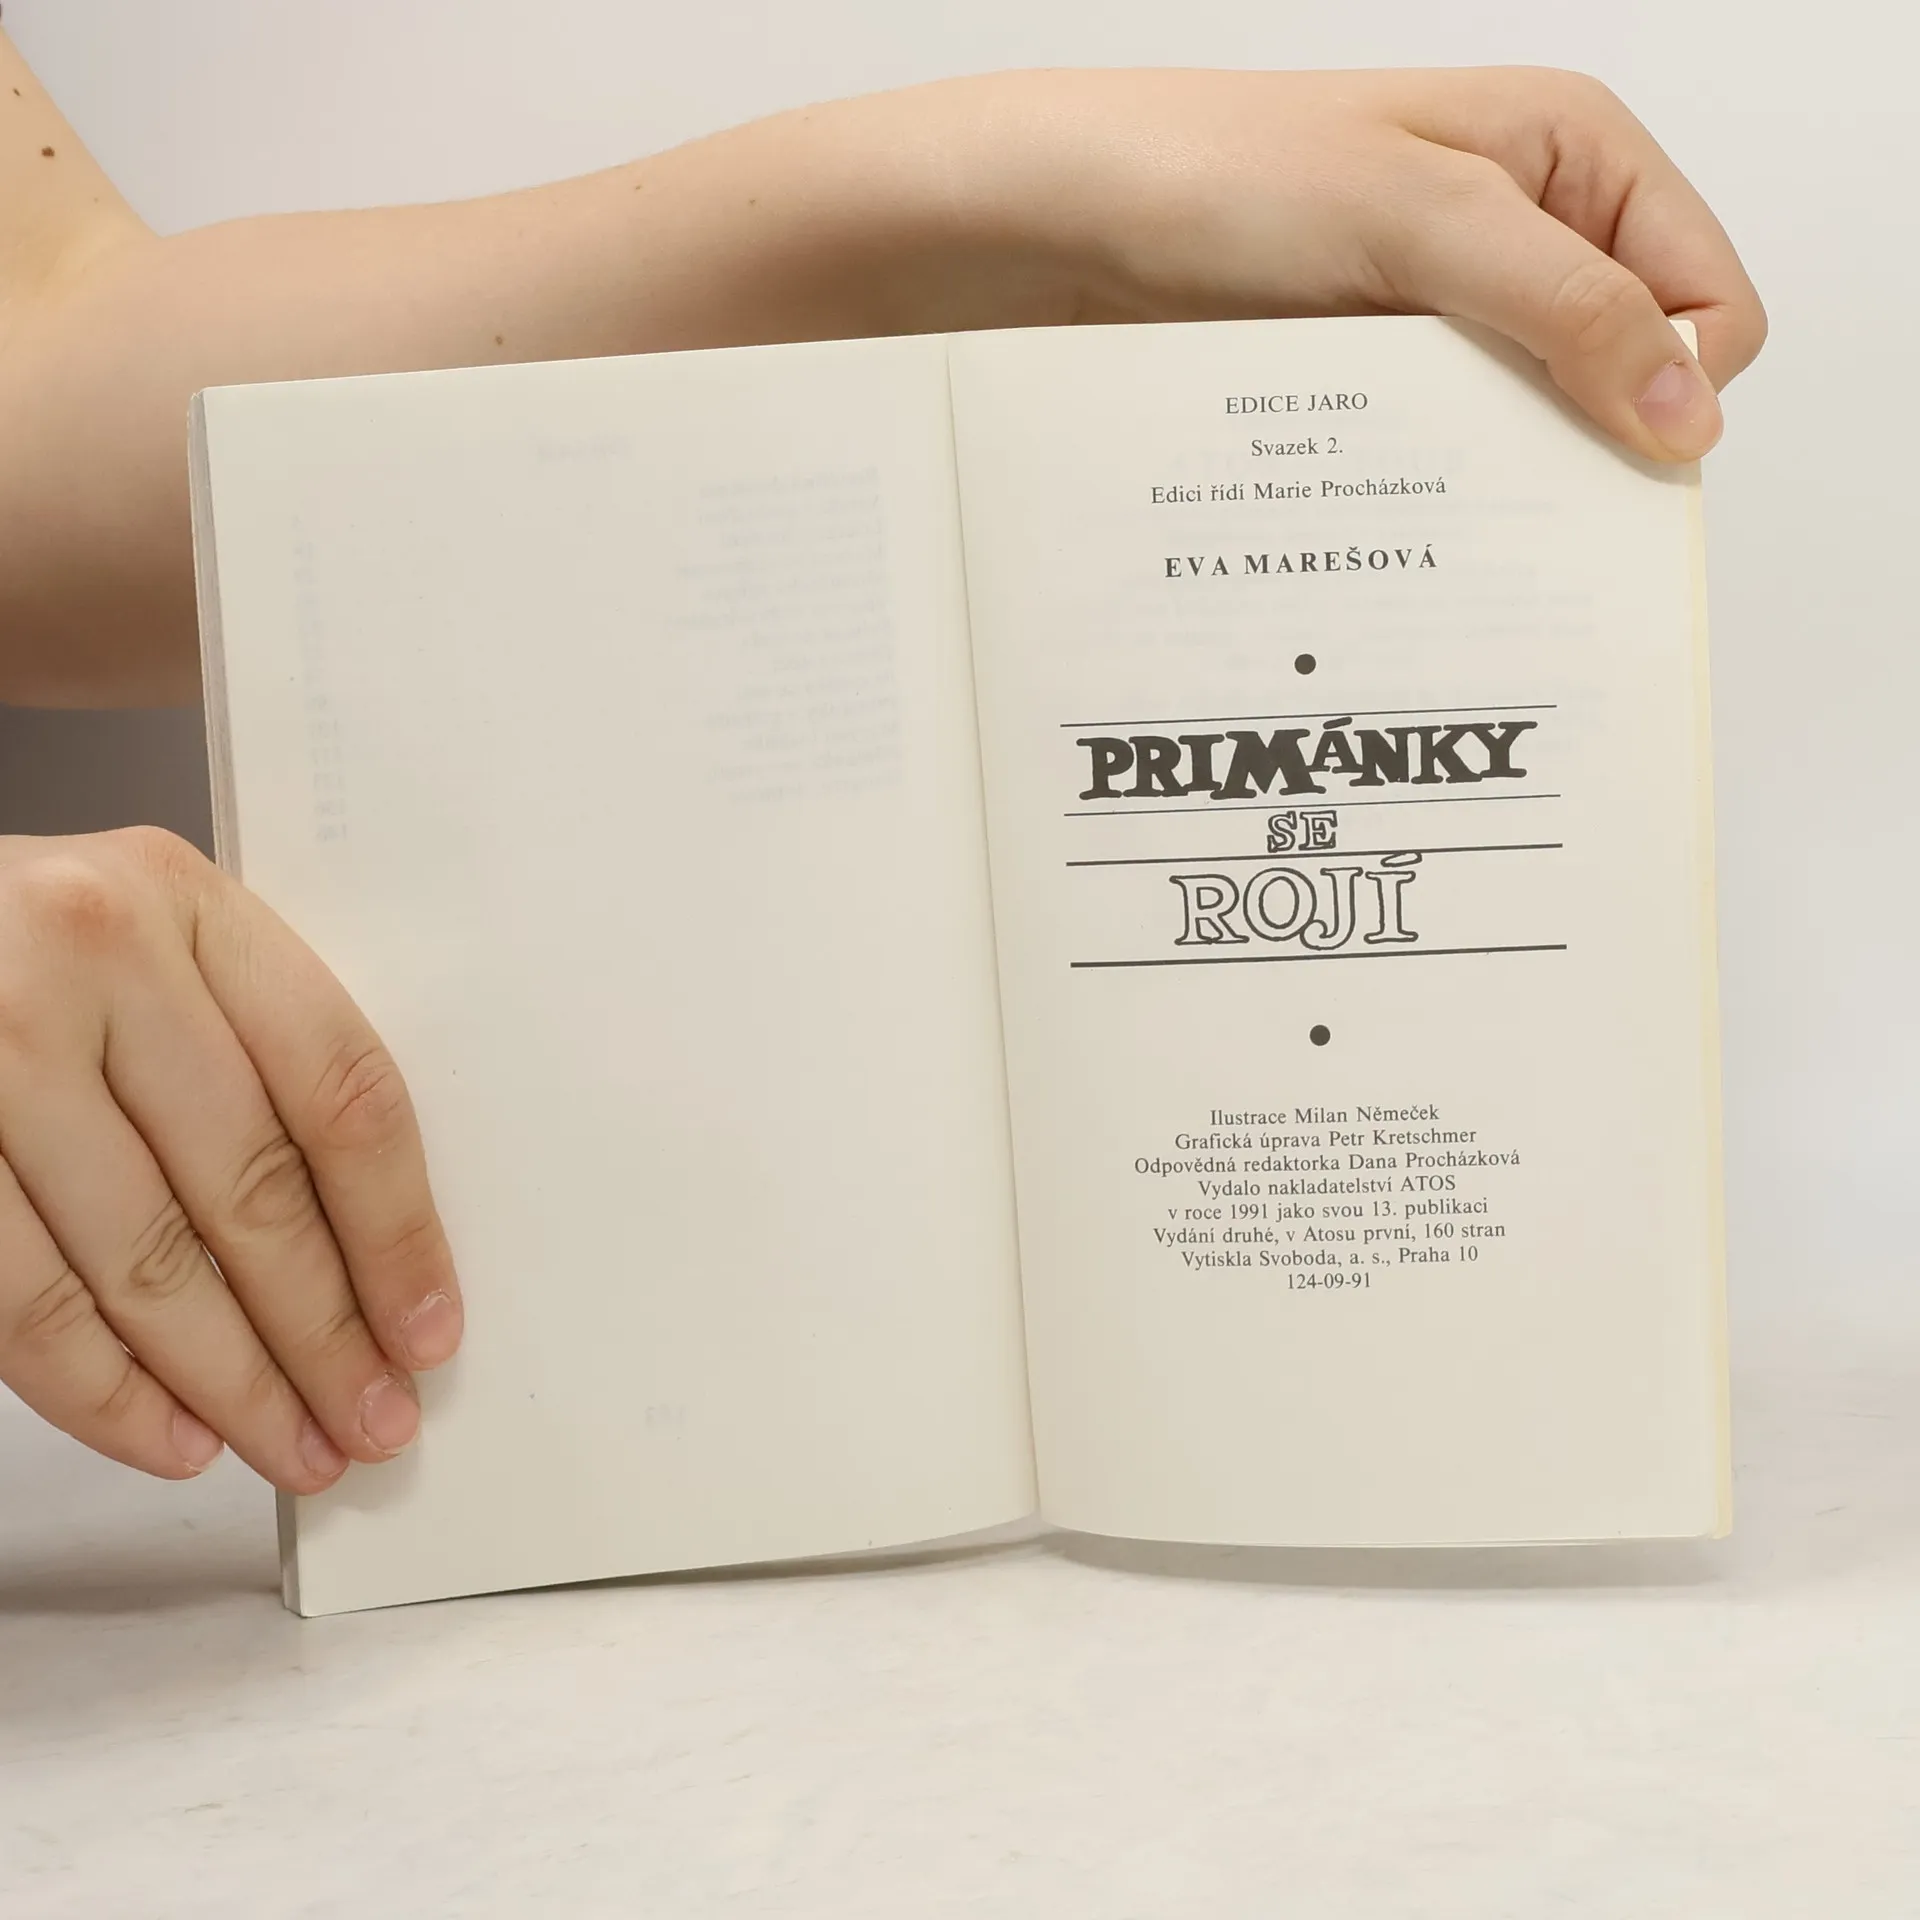 EDICE JARO
Svazek 2.
Edici řídí Marie Procházková
EVA MAREŠOVÁ
PRIMÁNKY
SE
ROJÍ
Ilustrace Milan Němeček
Grafická úprava Petr Kretschmer
Odpovědná redaktorka Dana Procházková
Vydalo nakladatelství ATOS
v roce 1991 jako svou 13. publikaci
Vydání druhé, v Atosu první, 160 stran
Vytiskla Svoboda, a. s., Praha 10
124-09-91